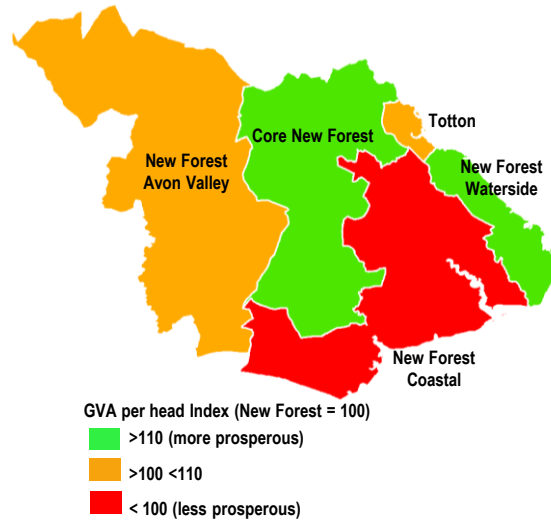 Totton
Core New Forest
New Forest
Avon Valley
New Forest
Waterside
New Forest
Coastal
GVA per head Index (New Forest = 100)
>110 (more prosperous)
>100 <110
< 100 (less prosperous)